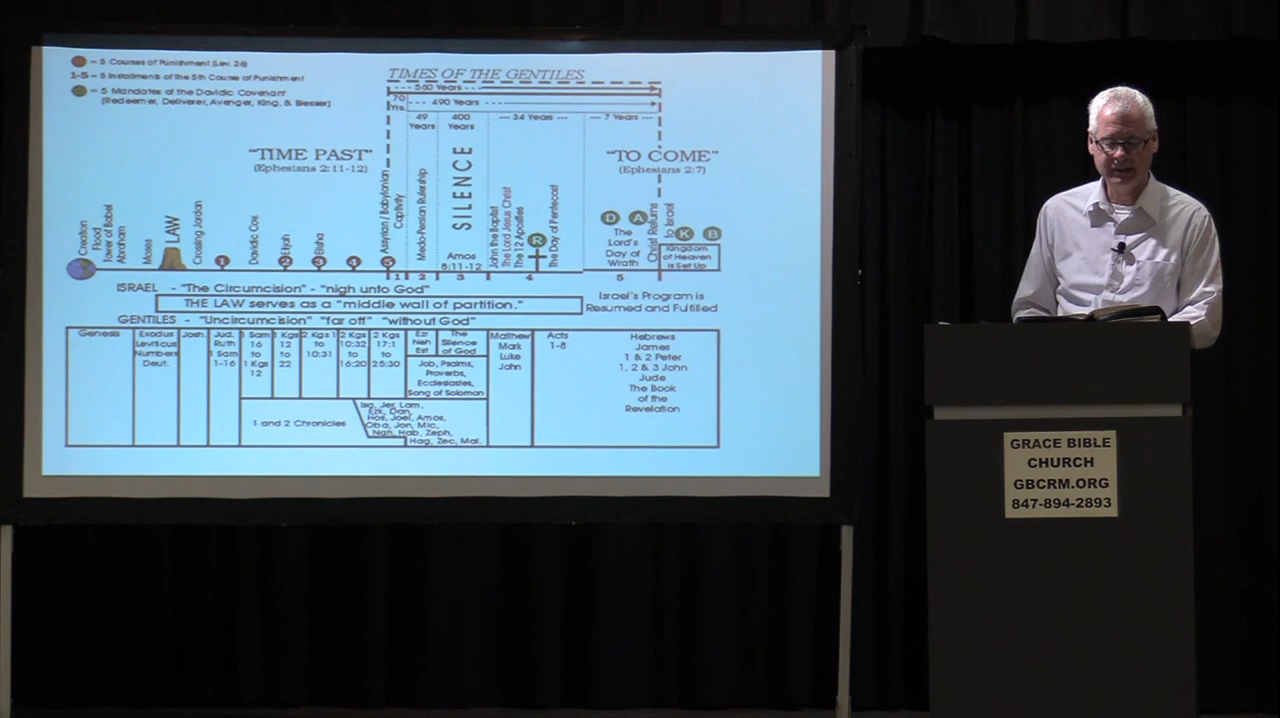 = 5 Courses of Punishment (Lev. 26)
1-5 = 5 Installments of the 5th Course of Punishment
= 5 Mandates of the Davidic Covenant
(Redeemer, Deliverer, Avenger, King, & Blesser)
TIMES OF THE GENTILES
560 Years
70 Yrs.
490 Years
49 Years
400 Years
34 Years
7 Years
"TIME PAST"
(Ephesians 2:11-12)
"TO COME"
(Ephesians 2:7)
Creation
Flood
Tower of Babel
Abraham
Moses
LAW
Crossing Jordan
1
Davidic Cov.
2
Elijah
3
Elisha
4
5
Assyrian / Babylonian
Captivity
Medo-Persian Rulership
SILENCE
Amos
8:11-12
John the Baptist
The Lord Jesus Christ
The 12 Apostles
R
The Day of Pentecost
D
A
The
Lord's
Day of
Wrath
Christ Returns
to Israel
K
B
Kingdom
of Heaven
is Set Up
1
2
3
4
5
ISRAEL - "The Circumcision" - "nigh unto God"
THE LAW serves as a "middle wall of partition."
GENTILES - "Uncircumcision" "far off" "without God"
Israel's Program is
Resumed and Fulfilled
Genesis
Exodus
Leviticus
Numbers
Deut.
Josh.
Jud.
Ruth
1 Sam
1-16
1 Sam
16
to
1 Kgs
12
1 Kgs
12
to
22
2 Kgs 1
to
10:31
2 Kgs
10:32
to
16:20
2 Kgs
17:1
to
25:30
Ezr
Neh
Est
The
Silence
of God
Job, Psalms,
Proverbs,
Ecclesiastes,
Song of Solomon
1 and 2 Chronicles
Isa, Jer, Lam,
Ezk, Dan,
Hos, Joel, Amos,
Oba, Jon, Mic,
Nah, Hab, Zeph,
Hag, Zec, Mal.
Matthew
Mark
Luke
John
Acts
1-8
Hebrews
James
1 & 2 Peter
1, 2 & 3 John
Jude
The Book
of the
Revelation
GRACE BIBLE
CHURCH
GBCRM.ORG
847-894-2893